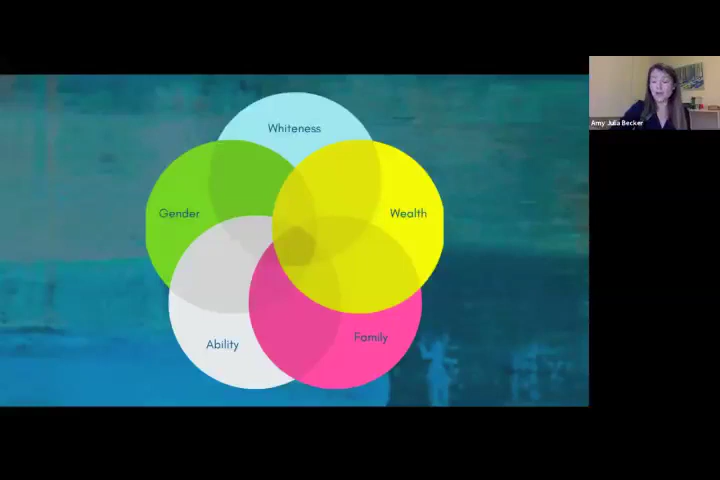 Whiteness
Gender
Wealth
Ability
Family
Amy Julia Becker